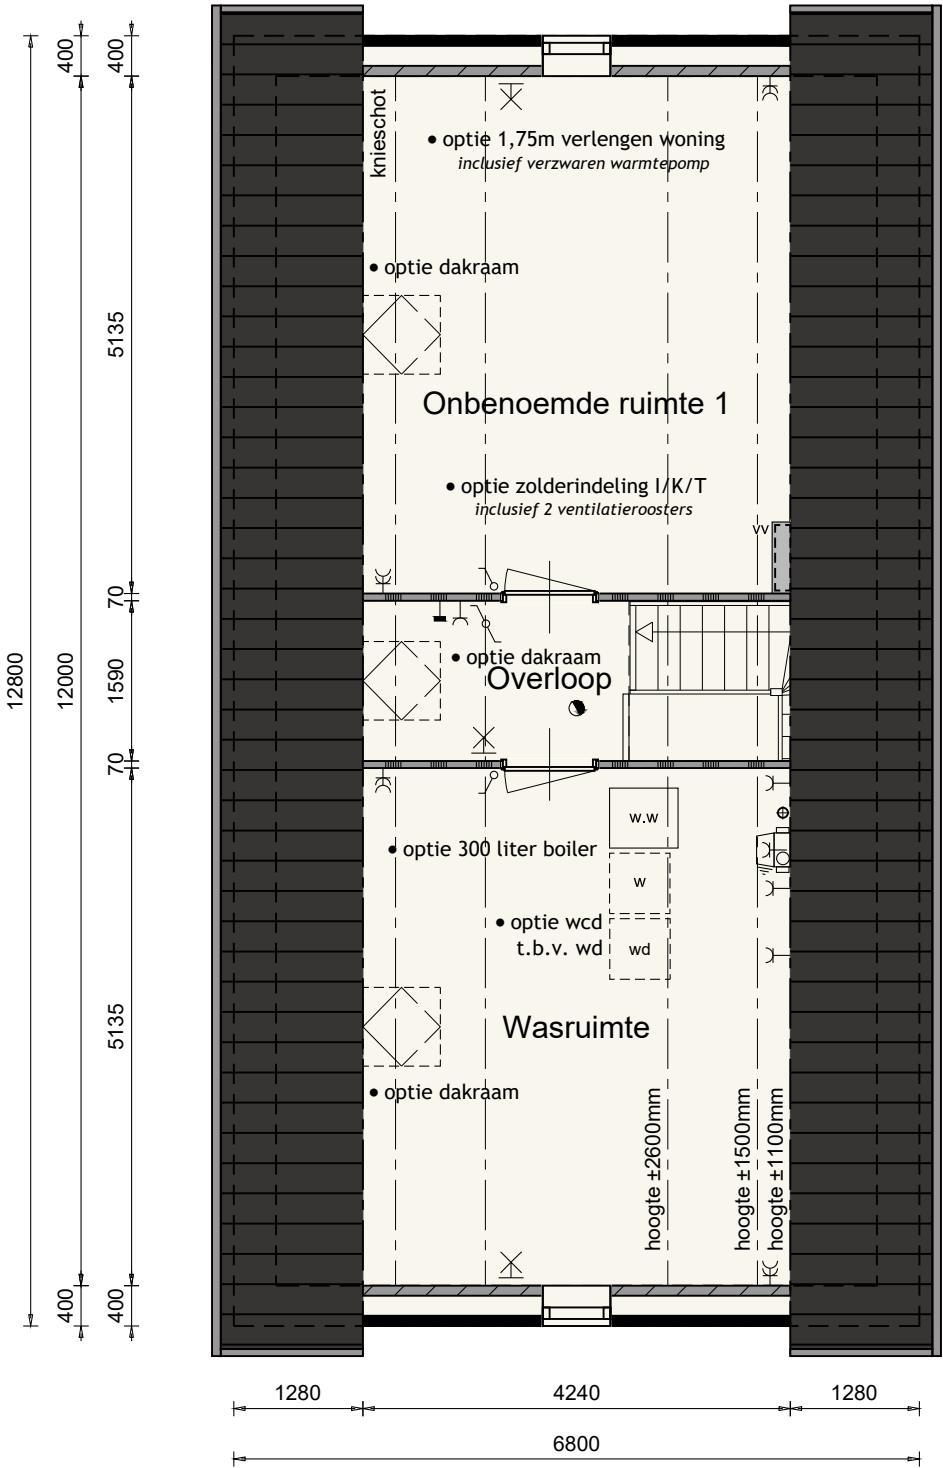 400
400
knieschot
• optie 1,75m verlengen woning
inclusief verzwaren warmtepomp
• optie dakraam
5135
Onbenoemde ruimte 1
• optie zolderindeling I/K/T
inclusief 2 ventilatieroosters
vv
70
12800
12000
1590
• optie dakraam
Overloop
70
w.w
• optie 300 liter boiler
w
• optie wcd
t.b.v. wd
wd
5135
Wasruimte
• optie dakraam
hoogte ±2600mm
hoogte ±1500mm
hoogte ±1100mm
400
400
1280
4240
1280
6800